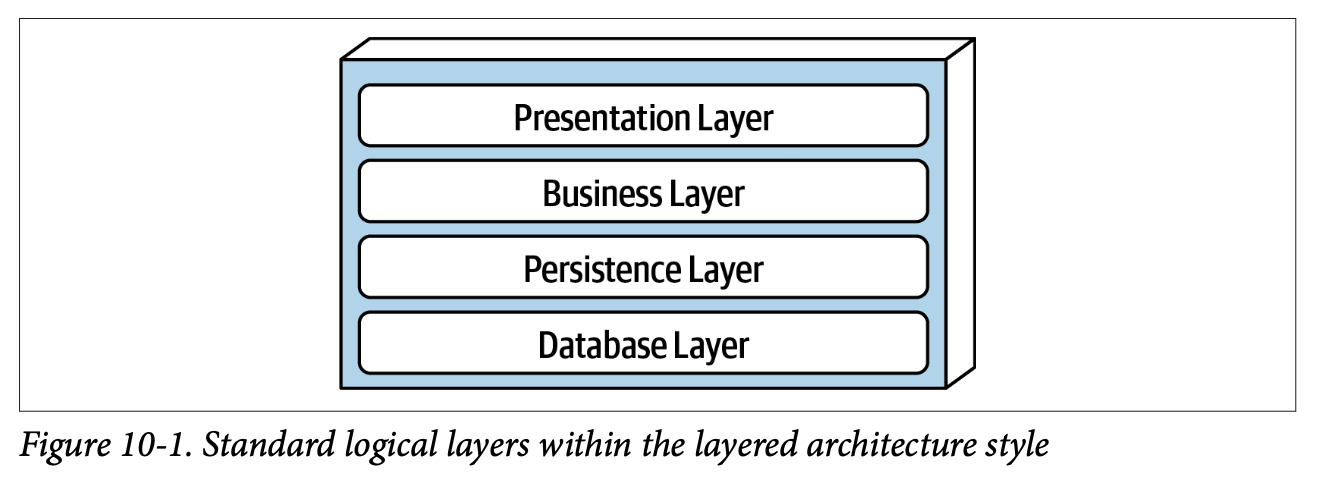 Presentation Layer
Business Layer
Persistence Layer
Database Layer
Figure 10-1. Standard logical layers within the layered architecture style